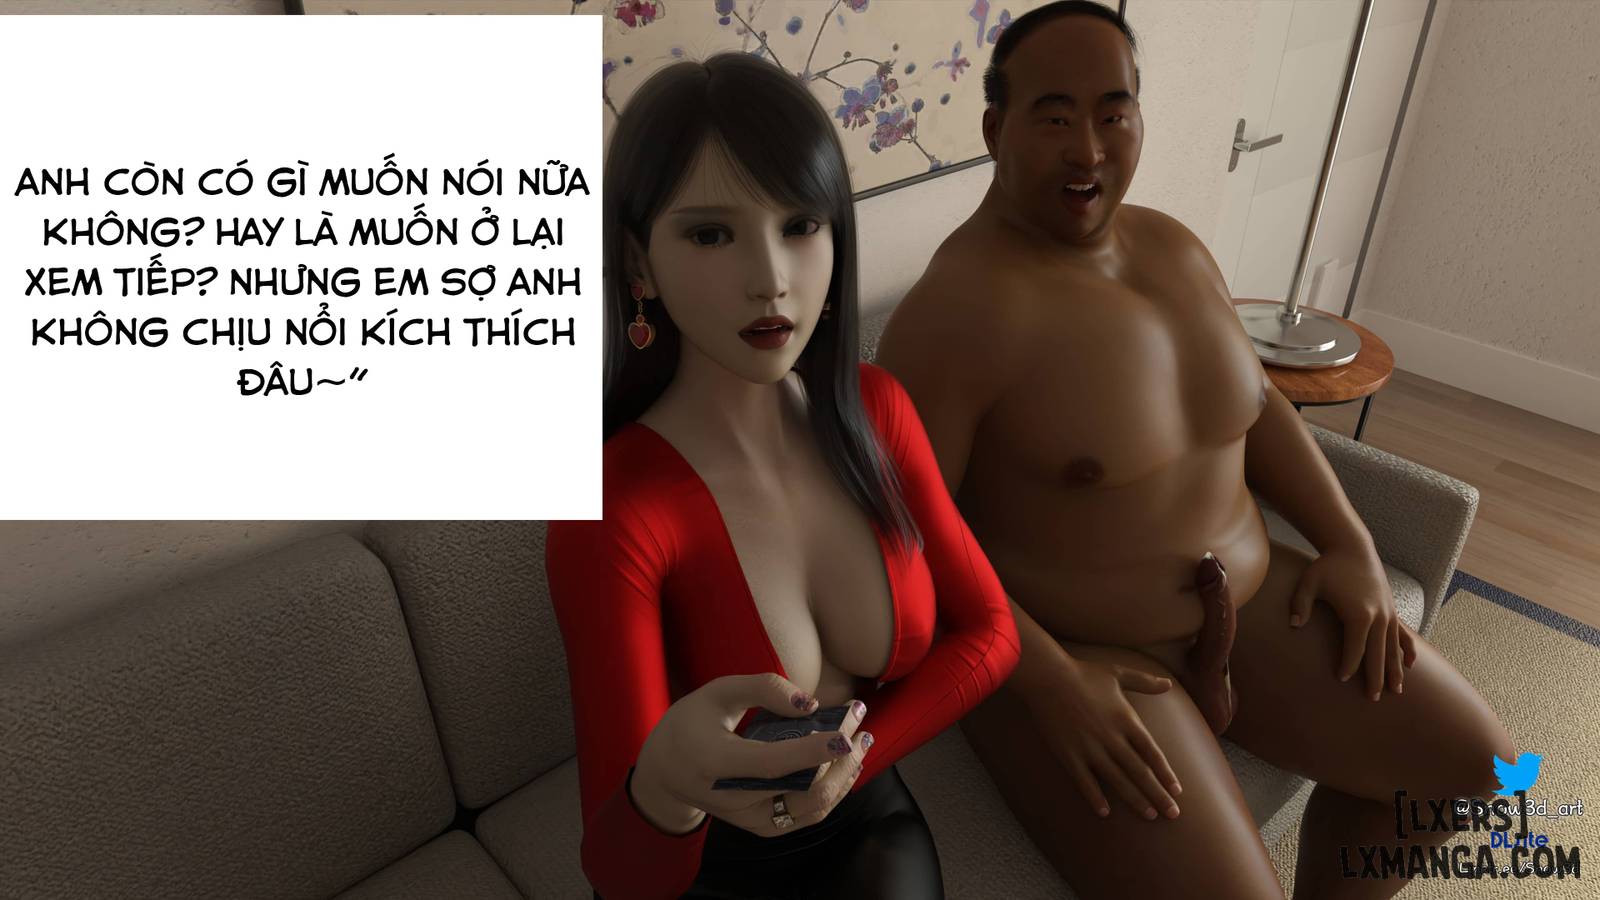 ANH CÒN CÓ GÌ MUỐN NÓI NỮA
KHÔNG? HAY LÀ MUỐN Ở LẠI
XEM TIẾP? NHƯNG EM SỢ ANH
KHÔNG CHỊU NỔI KÍCH THÍCH
ĐÂU~"
@Snow3d_art
[LXERS]
LXMANGA.COM